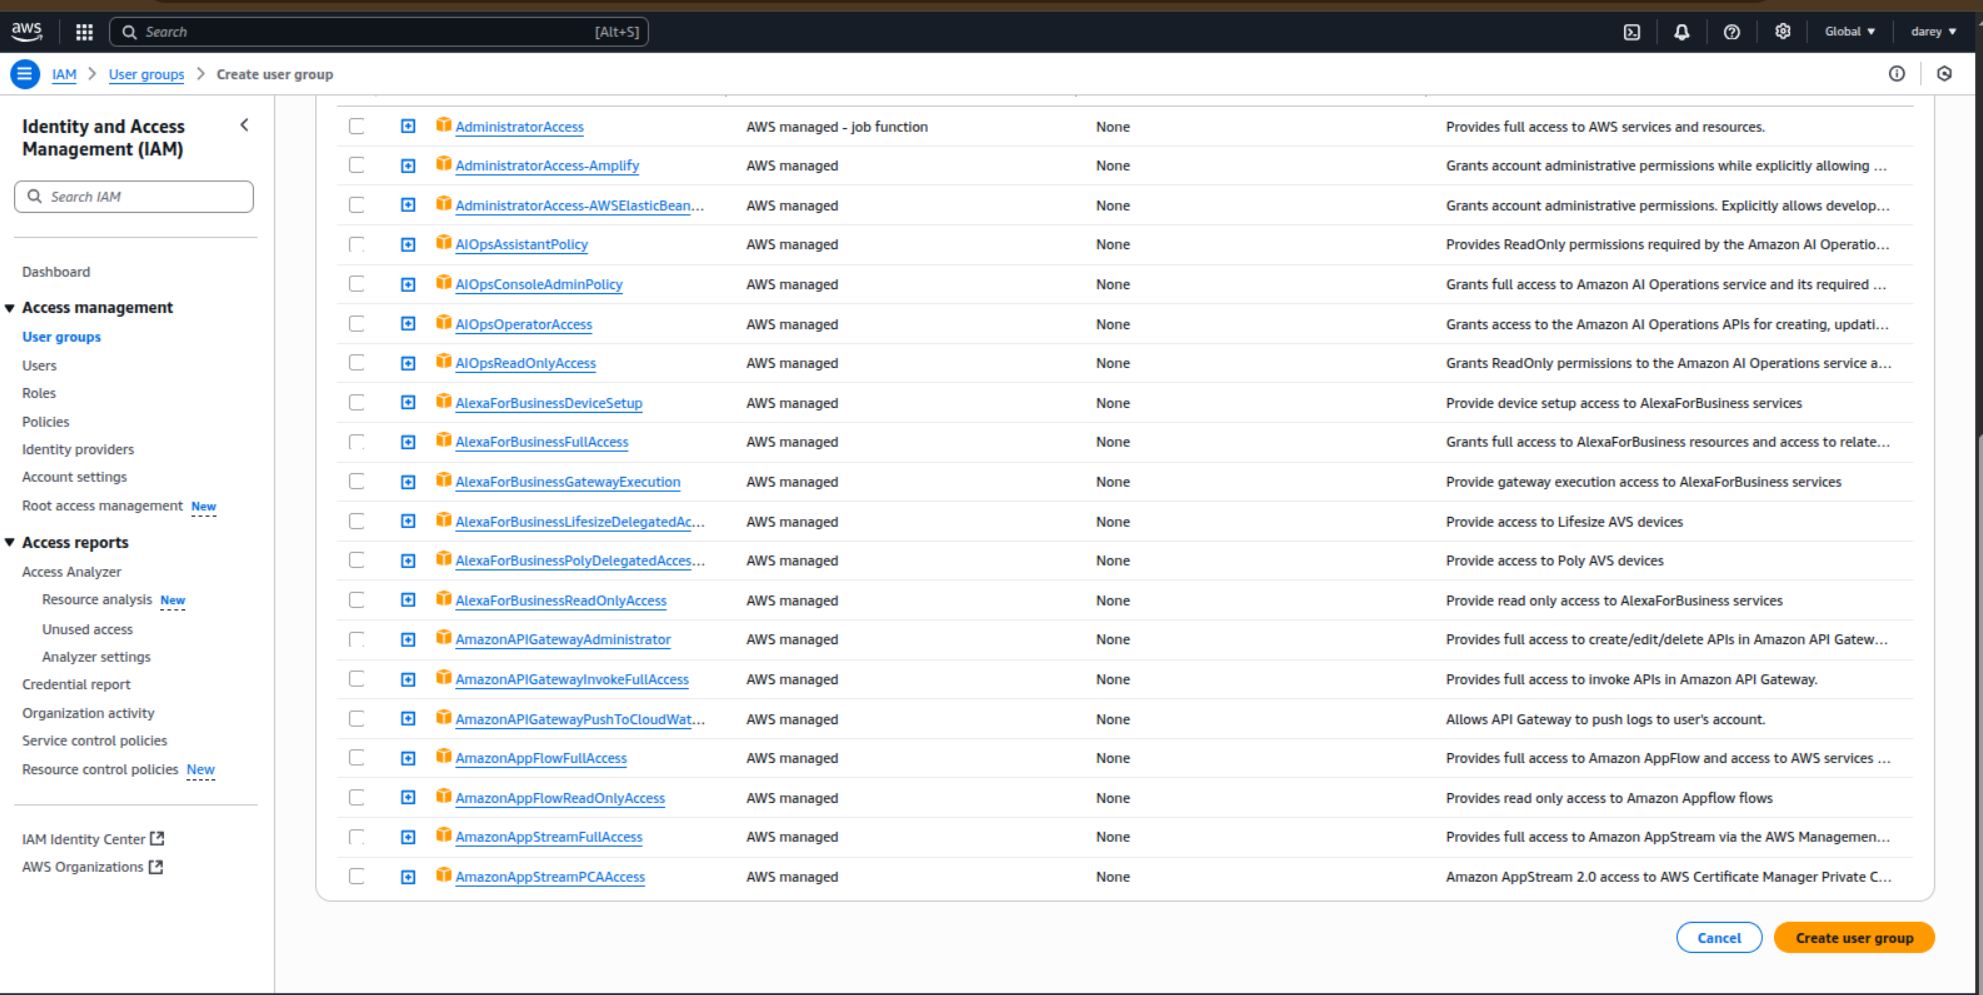 aws
Search [Alt+S]
Global
darey
IAM > User groups > Create user group
Identity and Access Management (IAM)
Search IAM
Dashboard
Access management
User groups
Users
Roles
Policies
Identity providers
Account settings
Root access management New
Access reports
Access Analyzer
Resource analysis New
Unused access
Analyzer settings
Credential report
Organization activity
Service control policies
Resource control policies New
IAM Identity Center
AWS Organizations
AdministratorAccess AWS managed - job function None Provides full access to AWS services and resources.
AdministratorAccess-Amplify AWS managed None Grants account administrative permissions while explicitly allowing ...
AdministratorAccess-AWSElasticBean... AWS managed None Grants account administrative permissions. Explicitly allows develop...
AIOpsAssistantPolicy AWS managed None Provides ReadOnly permissions required by the Amazon AI Operatio...
AIOpsConsoleAdminPolicy AWS managed None Grants full access to Amazon AI Operations service and its required ...
AIOpsOperatorAccess AWS managed None Grants access to the Amazon AI Operations APIs for creating, updati...
AIOpsReadOnlyAccess AWS managed None Grants ReadOnly permissions to the Amazon AI Operations service a...
AlexaForBusinessDeviceSetup AWS managed None Provide device setup access to AlexaForBusiness services
AlexaForBusinessFullAccess AWS managed None Grants full access to AlexaForBusiness resources and access to relate...
AlexaForBusinessGatewayExecution AWS managed None Provide gateway execution access to AlexaForBusiness services
AlexaForBusinessLifesizeDelegatedAc... AWS managed None Provide access to Lifesize AVS devices
AlexaForBusinessPolyDelegatedAcces... AWS managed None Provide access to Poly AVS devices
AlexaForBusinessReadOnlyAccess AWS managed None Provide read only access to AlexaForBusiness services
AmazonAPIGatewayAdministrator AWS managed None Provides full access to create/edit/delete APIs in Amazon API Gatew...
AmazonAPIGatewayInvokeFullAccess AWS managed None Provides full access to invoke APIs in Amazon API Gateway.
AmazonAPIGatewayPushToCloudWat... AWS managed None Allows API Gateway to push logs to user's account.
AmazonAppFlowFullAccess AWS managed None Provides full access to Amazon AppFlow and access to AWS services ...
AmazonAppFlowReadOnlyAccess AWS managed None Provides read only access to Amazon Appflow flows
AmazonAppStreamFullAccess AWS managed None Provides full access to Amazon AppStream via the AWS Managemen...
AmazonAppStreamPCAAccess AWS managed None Amazon AppStream 2.0 access to AWS Certificate Manager Private C...
Cancel
Create user group